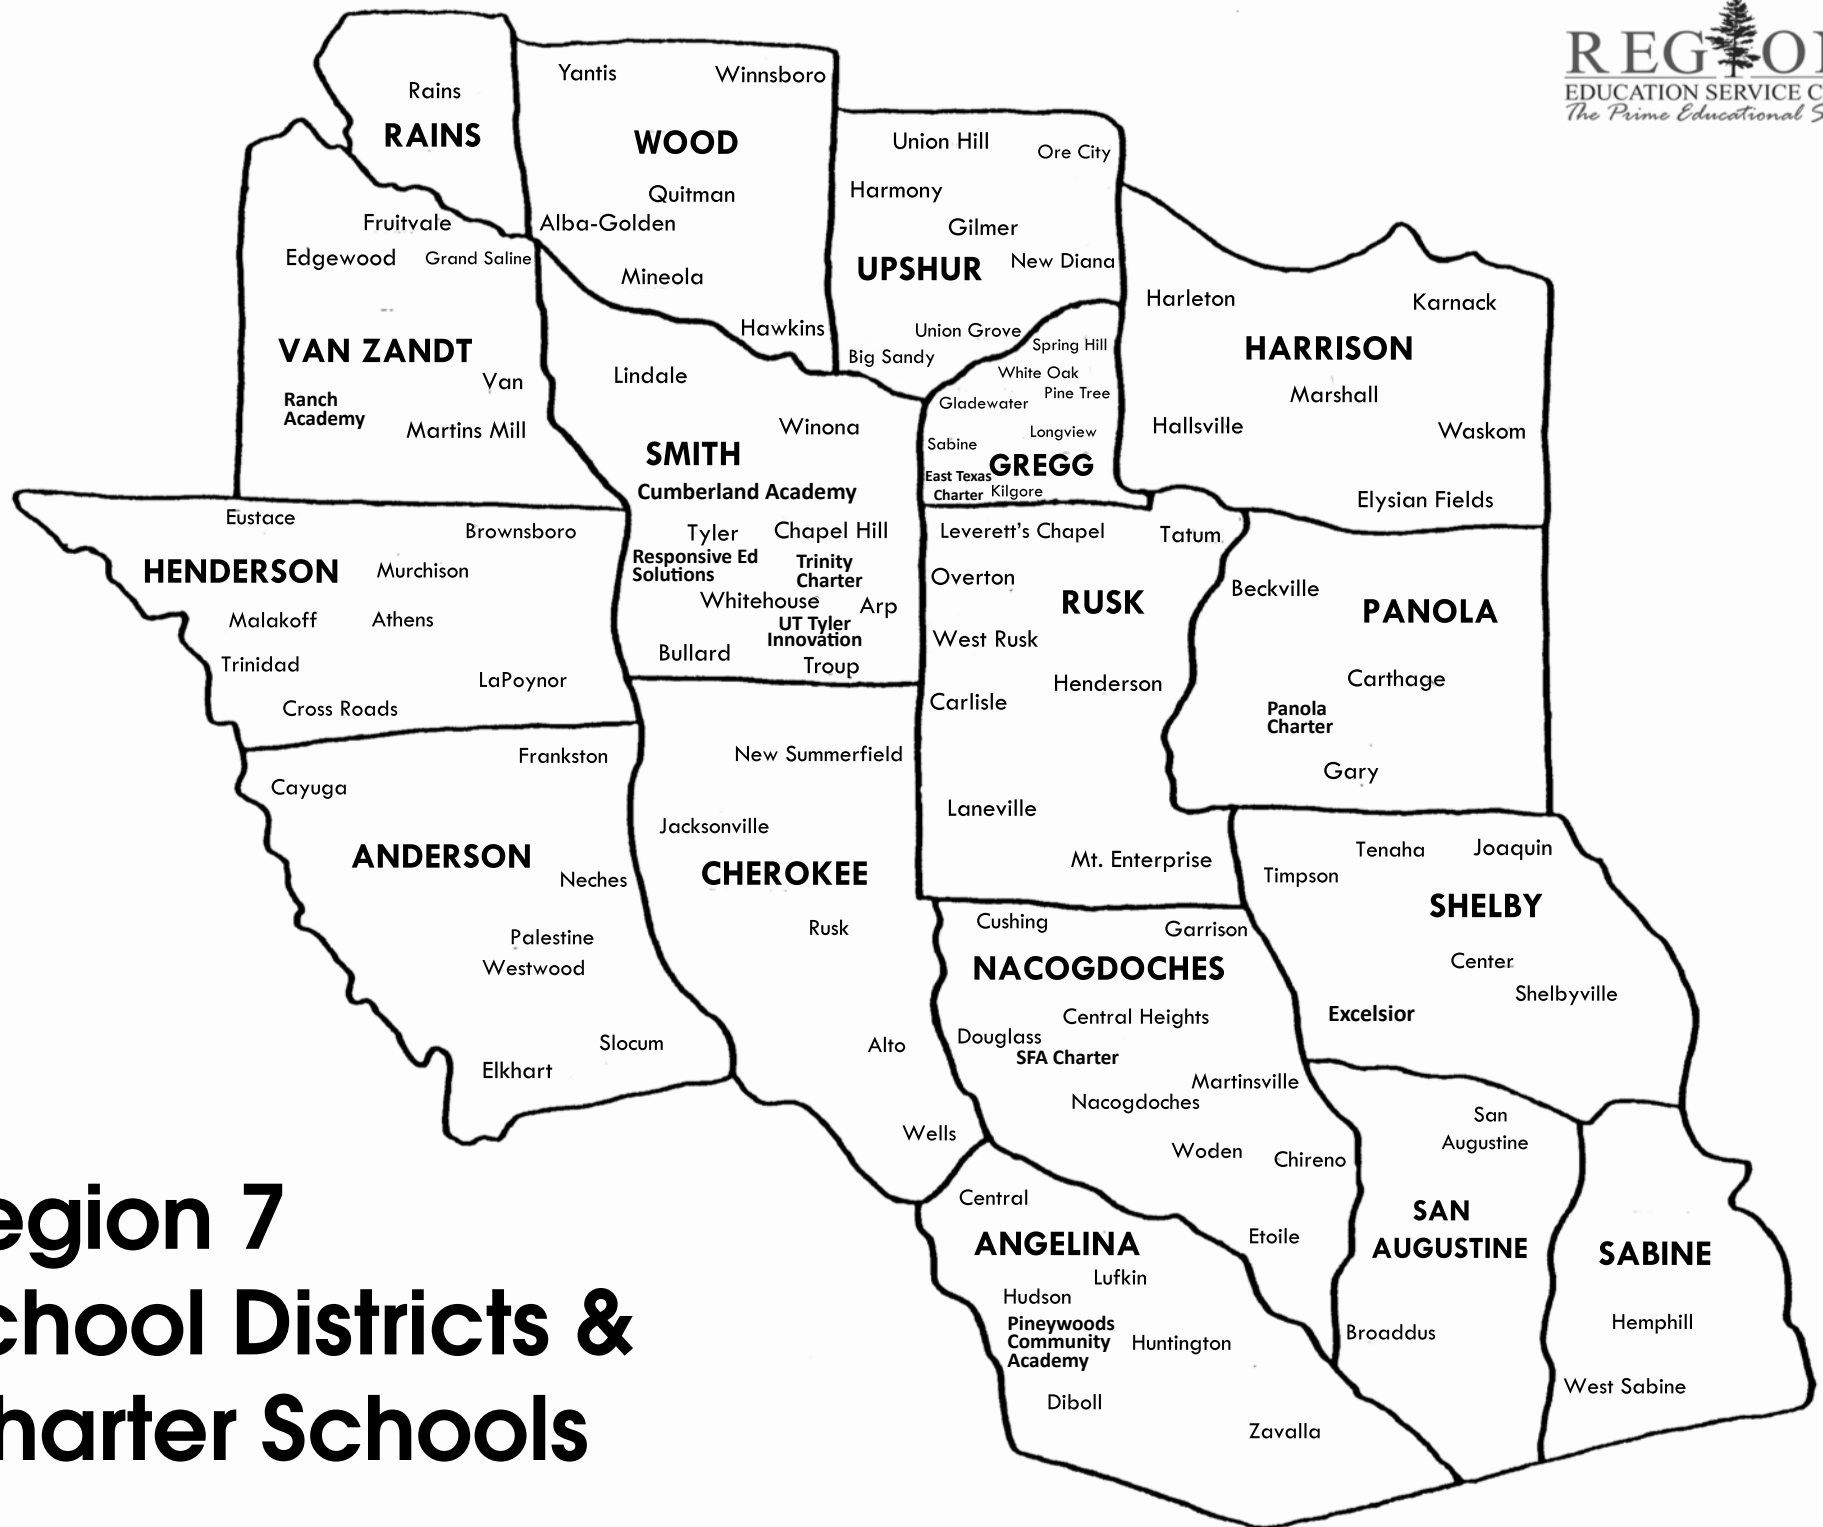 REGIO
EDUCATION SERVICE C
The Prime Educational S
Rains
RAINS
Yantis
Winnsboro
WOOD
Quitman
Alba-Golden
Mineola
Hawkins
Union Hill
Ore City
Harmony
Gilmer
UPSHUR
New Diana
Union Grove
Big Sandy
Fruitvale
Edgewood
Grand Saline
VAN ZANDT
Van
Ranch
Academy
Martins Mill
Lindale
Winona
SMITH
Cumberland Academy
Tyler
Chapel Hill
Responsive Ed
Solutions
Trinity
Charter
Whitehouse
Arp
UT Tyler
Innovation
Bullard
Troup
Spring Hill
White Oak
Pine Tree
Gladewater
Longview
Sabine
GREGG
East Texas
Charter
Kilgore
Harleton
Karnack
HARRISON
Marshall
Hallsville
Waskom
Elysian Fields
Eustace
Brownsboro
HENDERSON
Murchison
Malakoff
Athens
Trinidad
LaPoynor
Cross Roads
Leverett's Chapel
Tatum
Overton
RUSK
West Rusk
Henderson
Carlisle
Laneville
Mt. Enterprise
Beckville
PANOLA
Carthage
Panola
Charter
Gary
Frankston
Cayuga
ANDERSON
Neches
Palestine
Westwood
Slocum
Elkhart
New Summerfield
Jacksonville
CHEROKEE
Rusk
Alto
Wells
Cushing
Garrison
NACOGDOCHES
Central Heights
Douglass
SFA Charter
Martinsville
Nacogdoches
Woden
Chireno
Etoile
Tenaha
Joaquin
Timpson
SHELBY
Center
Shelbyville
Excelsior
San
Augustine
SAN
AUGUSTINE
Broaddus
SABINE
Hemphill
West Sabine
Central
ANGELINA
Lufkin
Hudson
Pineywoods
Community
Academy
Huntington
Diboll
Zavalla
egion 7
chool Districts &
harter Schools